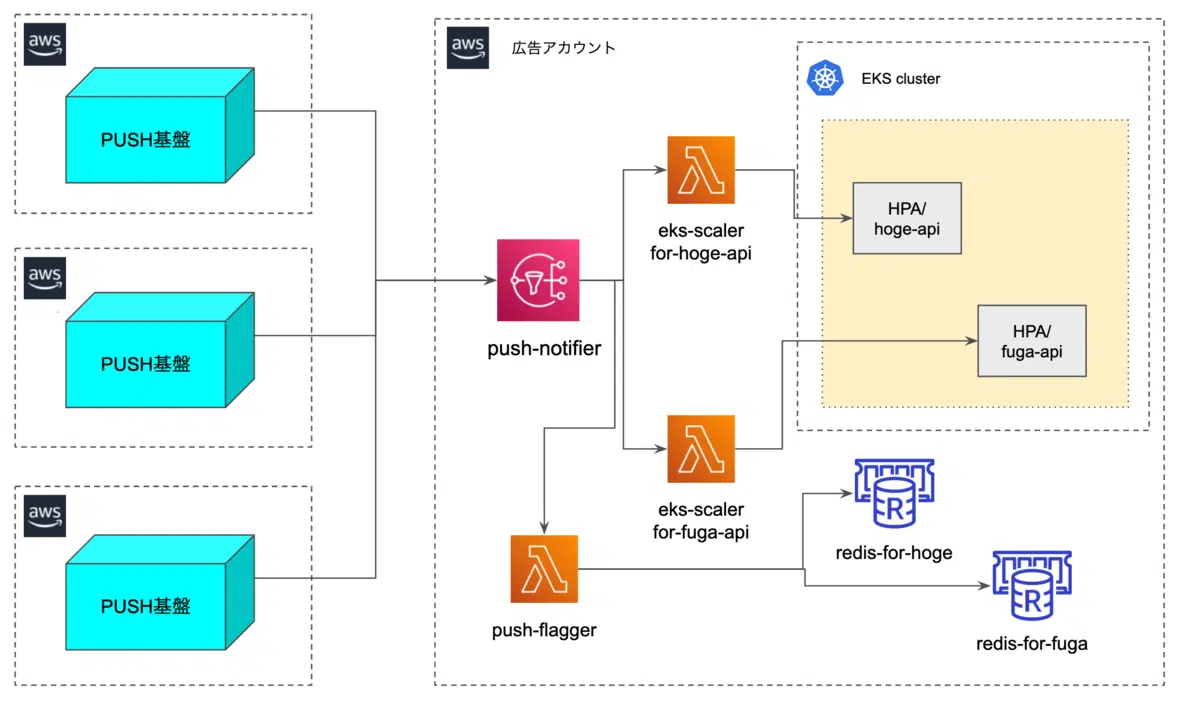 aws
PUSH基盤
aws
PUSH基盤
aws
PUSH基盤
aws
広告アカウント
EKS cluster
push-notifier
eks-scaler
for-hoge-api
HPA/
hoge-api
HPA/
fuga-api
eks-scaler
for-fuga-api
push-flagger
R
redis-for-hoge
R
redis-for-fuga